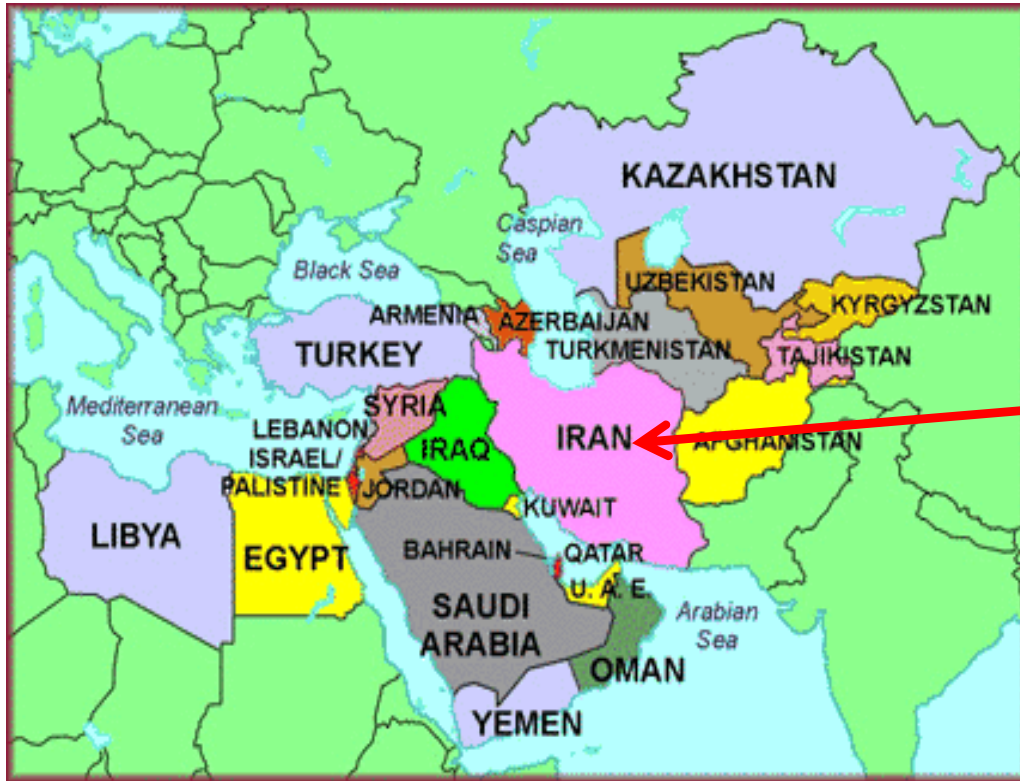 KAZAKHSTAN
Caspian
Sea
Black Sea
UZBEKISTAN
KYRGYZSTAN
ARMENIA
AZERBAIJAN
TURKEY
TURKMENISTAN
TAJIKISTAN
Mediterranean
Sea
SYRIA
LEBANON
IRAN
AFGHANISTAN
IRAQ
ISRAEL/
PALISTINE
JORDAN
KUWAIT
LIBYA
EGYPT
BAHRAIN
QATAR
U. A. E.
SAUDI
ARABIA
Arabian
Sea
OMAN
YEMEN